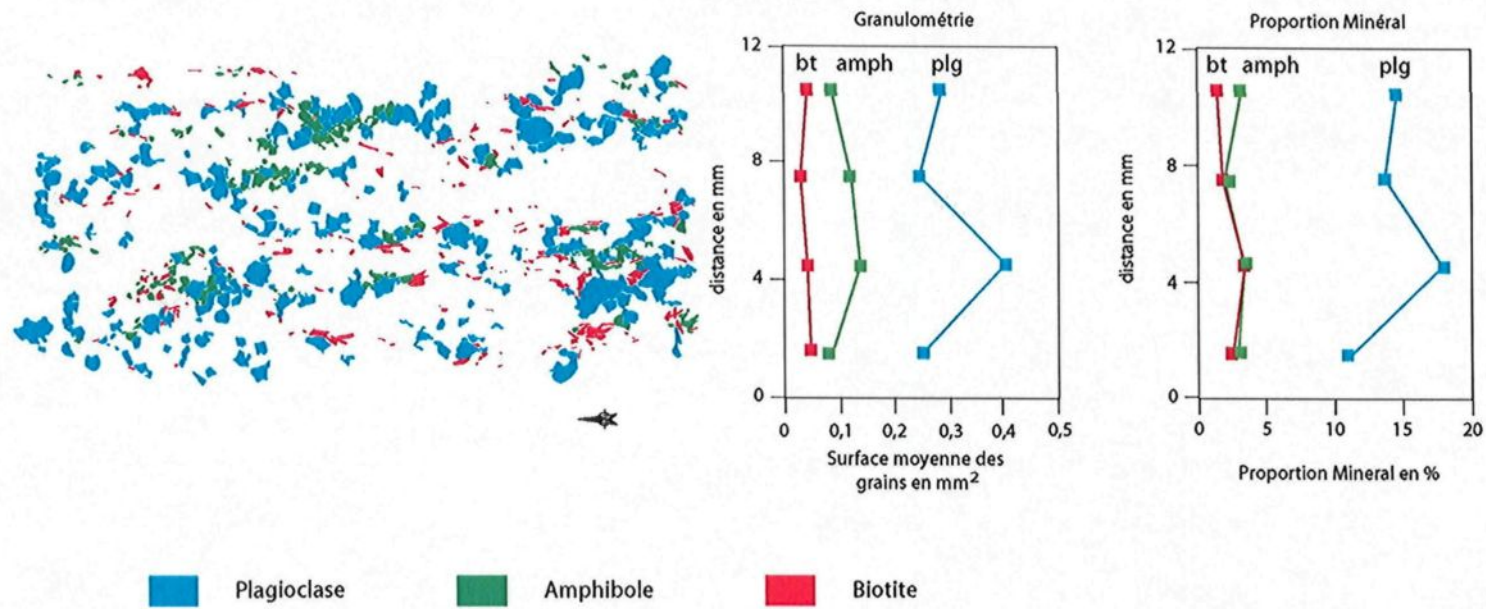 Granulométrie
12
bt amph plg
8
distance en mm
4
0
0 0,1 0,2 0,3 0,4 0,5
Surface moyenne des
grains en mm²
Proportion Minéral
12
bt amph plg
8
distance en mm
4
0
0 5 10 15 20
Proportion Mineral en %
Plagioclase
Amphibole
Biotite